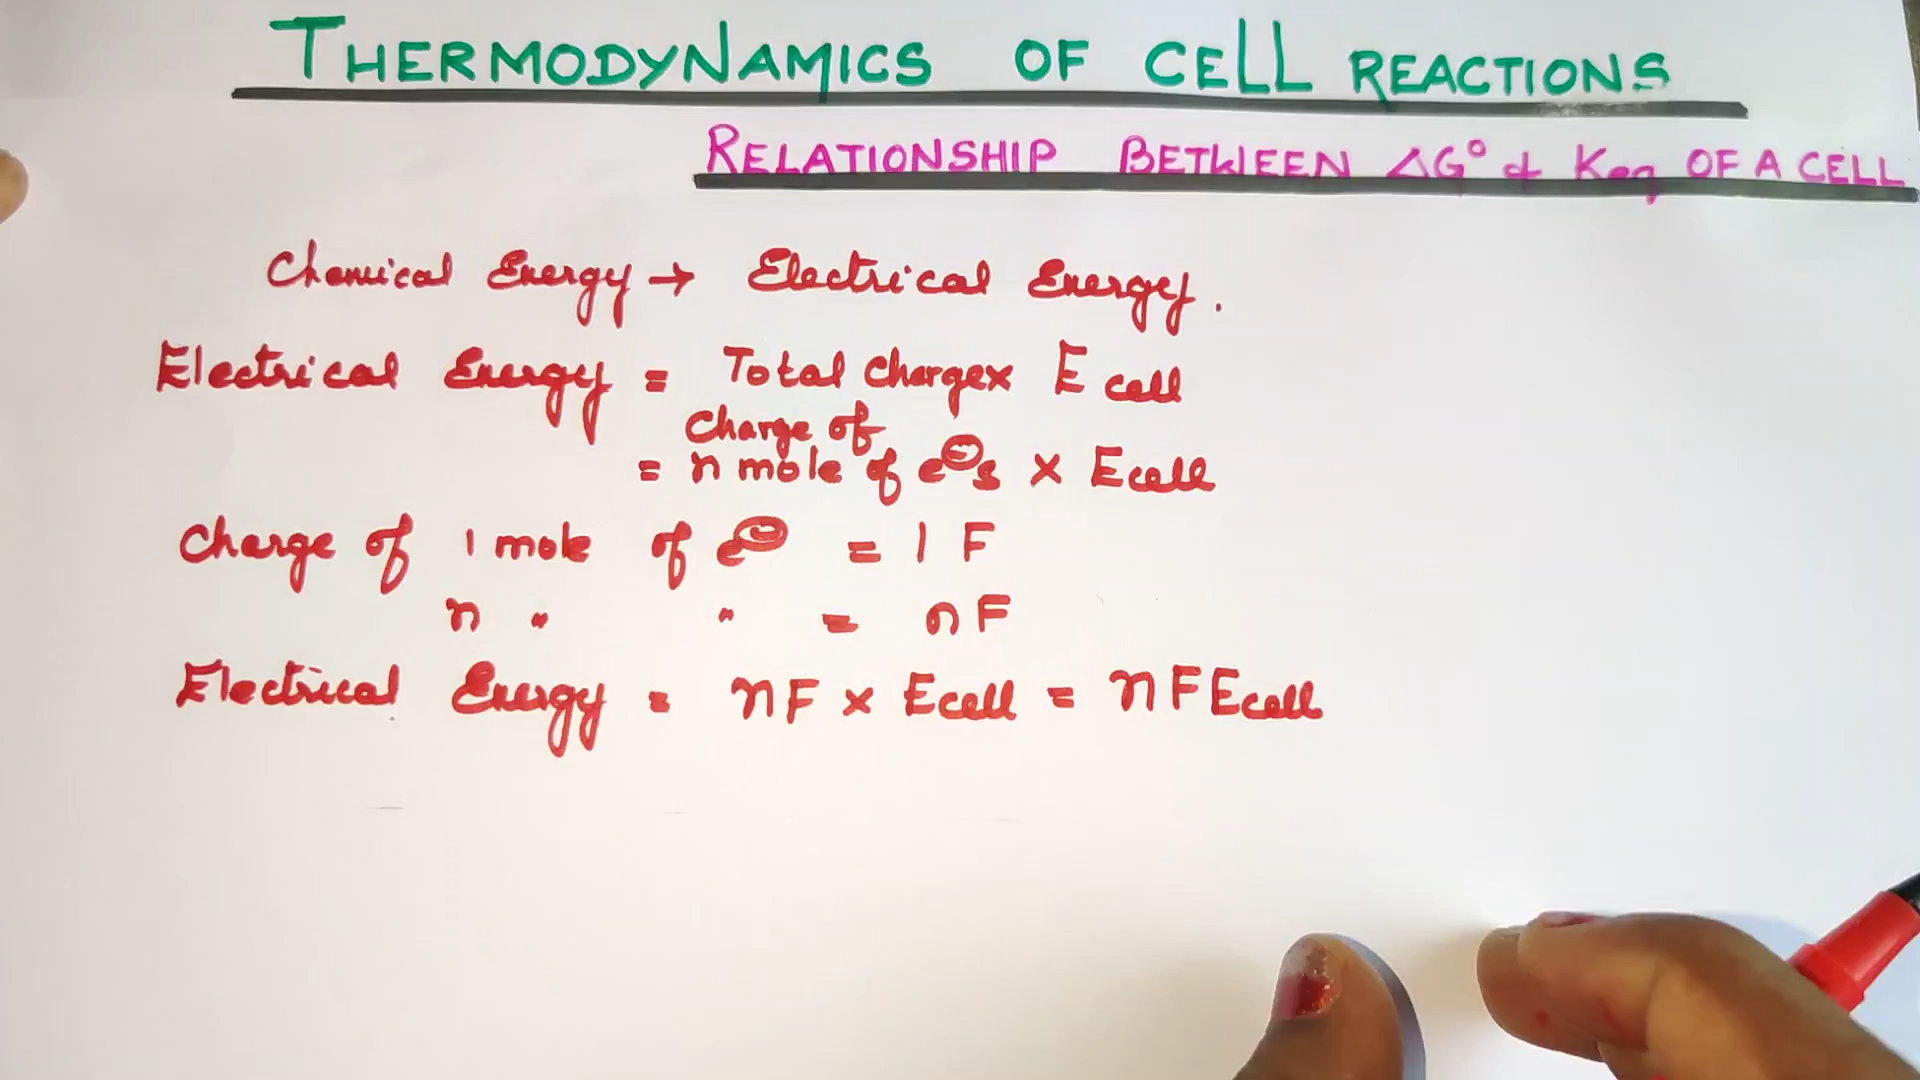 THERMODYNAMICS OF CELL REACTIONS
RELATIONSHIP BETWEEN ΔG° & Keq OF A CELL
Chemical Energy → Electrical Energy.
Electrical Energy = Total charge x E cell
charge of
= n mole of e⊖s x Ecell
Charge of 1 mole of e⊖ = 1 F
n " " = nF
Electrical Energy = nF x Ecell = nFEcell